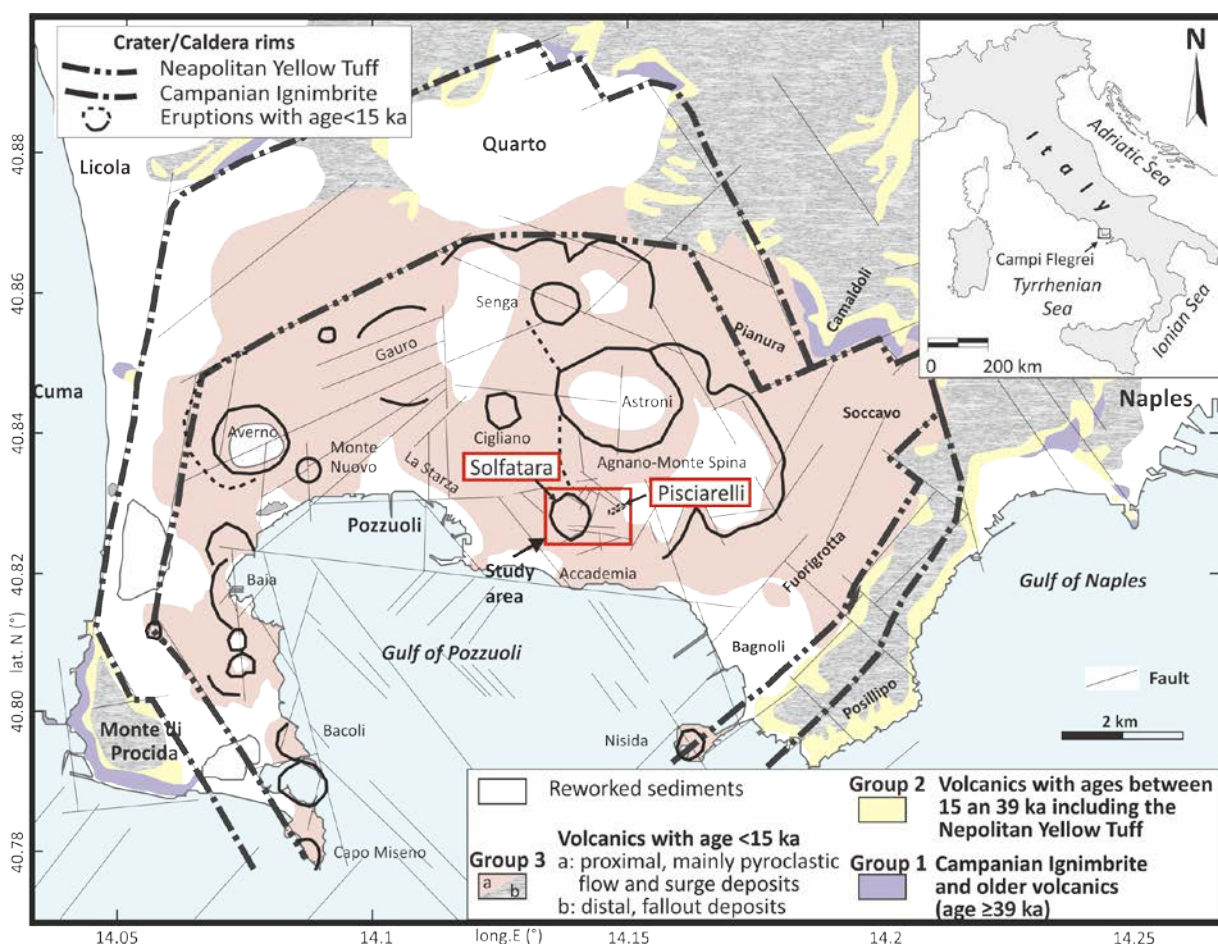 Crater/Caldera rims
Neapolitan Yellow Tuff
Campanian Ignimbrite
Eruptions with age<15 ka
N
Italy
Adriatic Sea
Campi Flegrei
Tyrrhenian
Sea
Ionian Sea
0
200 km
Licola
Quarto
Camaldoli
Senga
Pianura
Gauro
Cuma
Astroni
Soccavo
Naples
Averno
Cigliano
Monte
Nuovo
La Starza
Solfatara
Agnano-Monte Spina
Pisciarelli
Pozzuoli
Study
area
Accademia
Fuorigrotta
Baia
Gulf of Naples
Gulf of Pozzuoli
Bagnoli
Fault
Posillipo
2 km
Monte di
Procida
Bacoli
Nisida
Capo Miseno
Reworked sediments
Volcanics with age <15 ka
Group 3
a: proximal, mainly pyroclastic
flow and surge deposits
b: distal, fallout deposits
a
b
Group 2
Volcanics with ages between
15 an 39 ka including the
Nepolitan Yellow Tuff
Group 1
Campanian Ignimbrite
and older volcanics
(age ≥39 ka)
40.88
40.86
40.84
40.82
lat. N (°)
40.80
40.78
14.05
14.1
long.E (°)
14.15
14.2
14.25